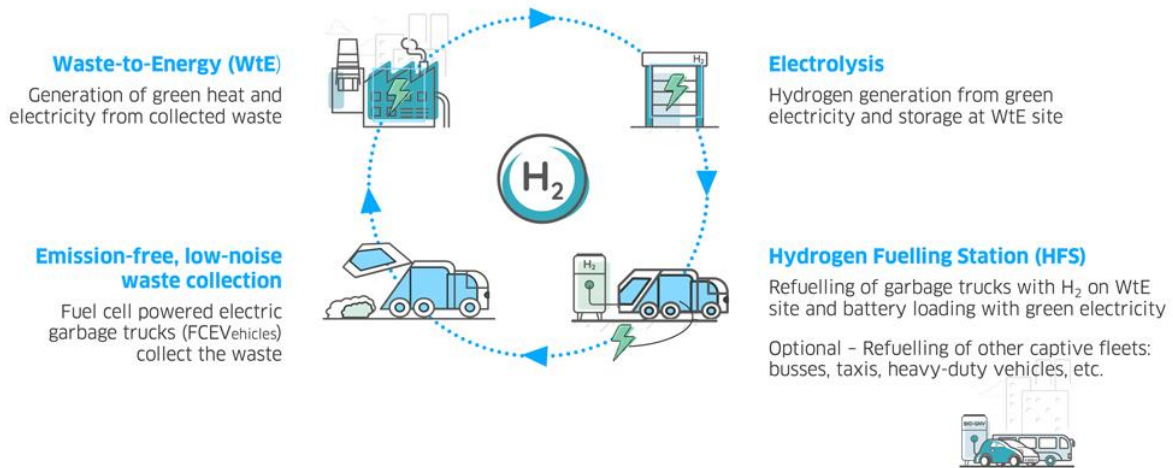 Waste-to-Energy (WtE)
Generation of green heat and
electricity from collected waste
H2
Electrolysis
Hydrogen generation from green
electricity and storage at WtE site
H₂
Emission-free, low-noise
waste collection
Fuel cell powered electric
garbage trucks (FCEVehicles)
collect the waste
H₂
Hydrogen Fuelling Station (HFS)
Refuelling of garbage trucks with H₂ on WtE
site and battery loading with green electricity
Optional – Refuelling of other captive fleets:
busses, taxis, heavy-duty vehicles, etc.
BIO-GNV